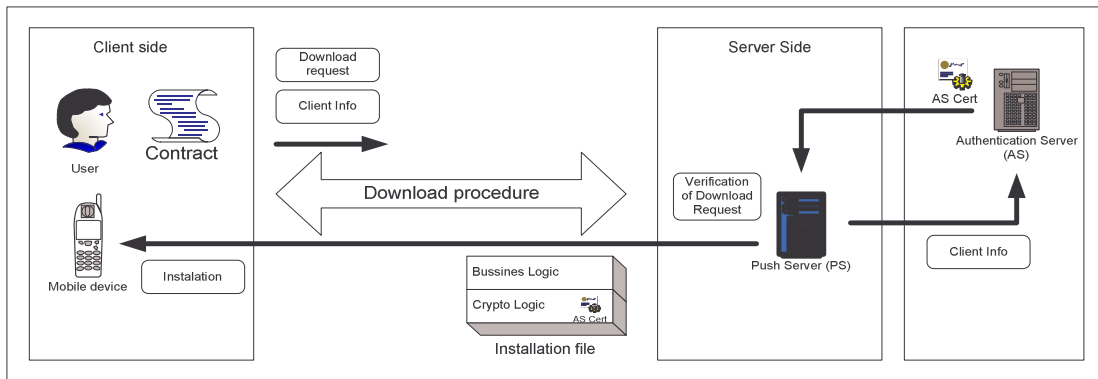 Client side
User
Contract
Mobile device
Instalation
Download
request
Client Info
Download procedure
Bussines Logic
Crypto Logic
AS Cert
Installation file
Server Side
Verification
of Download
Request
Push Server (PS)
AS Cert
Authentication Server
(AS)
Client Info